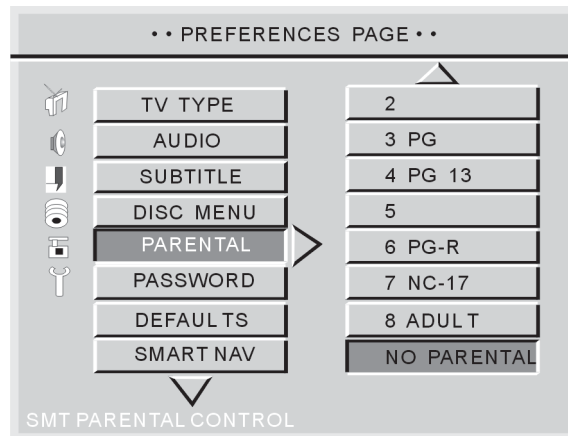 •• PREFERENCES PAGE ••
TV TYPE
AUDIO
SUBTITLE
DISC MENU
PARENTAL
PASSWORD
DEFAULTS
SMART NAV
2
3 PG
4 PG 13
5
6 PG-R
7 NC-17
8 ADULT
NO PARENTAL
SMT PARENTAL CONTROL